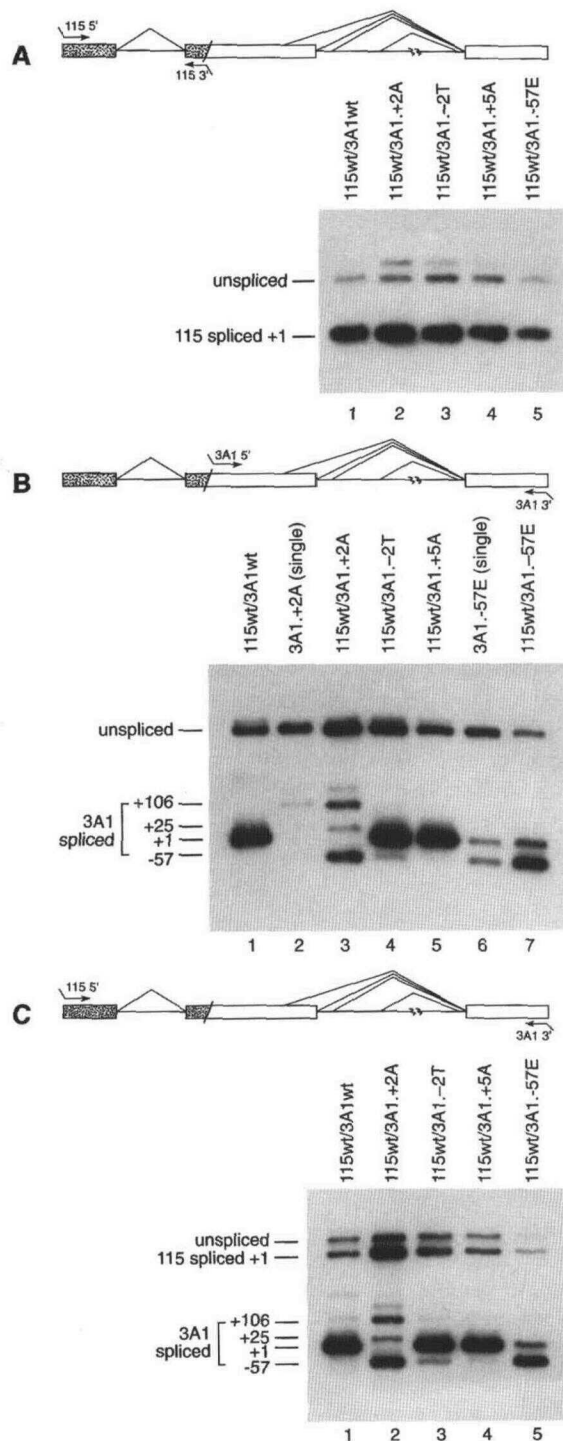 A
115 5'
115 3'
115wt/3A1wt
115wt/3A1.+2A
115wt/3A1.−2T
115wt/3A1.+5A
115wt/3A1.-57E
unspliced
115 spliced +1
1 2 3 4 5
B
3A1 5'
3A1 3'
115wt/3A1wt
3A1.+2A (single)
115wt/3A1.+2A
115wt/3A1.−2T
115wt/3A1.+5A
3A1.-57E (single)
115wt/3A1.−57E
unspliced
3A1 spliced
+106
+25
+1
-57
1 2 3 4 5 6 7
C
115 5'
3A1 3'
115wt/3A1wt
115wt/3A1.+2A
115wt/3A1.−2T
115wt/3A1.+5A
115wt/3A1.-57E
unspliced
115 spliced +1
3A1 spliced
+106
+25
+1
-57
1 2 3 4 5